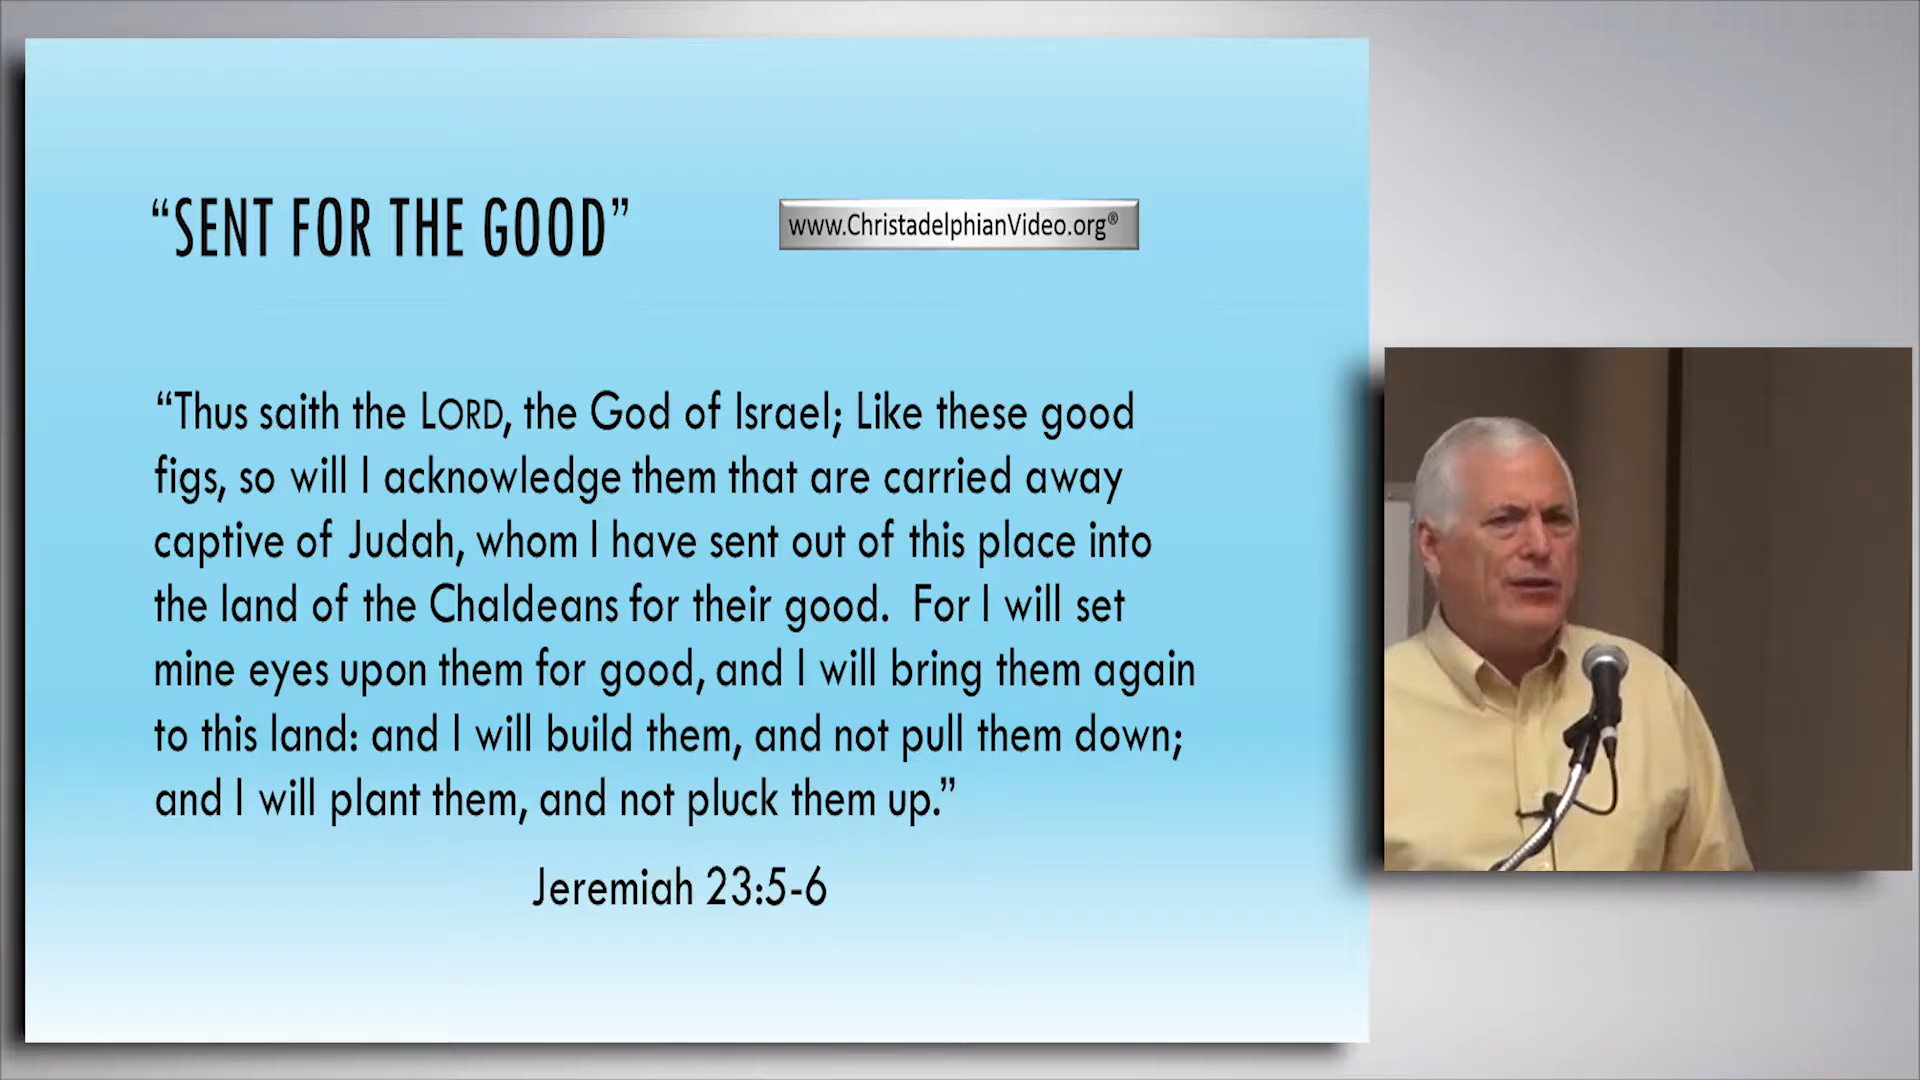 “SENT FOR THE GOOD”
www.ChristadelphianVideo.org®
“Thus saith the LORD, the God of Israel; Like these good
figs, so will I acknowledge them that are carried away
captive of Judah, whom I have sent out of this place into
the land of the Chaldeans for their good.  For I will set
mine eyes upon them for good, and I will bring them again
to this land: and I will build them, and not pull them down;
and I will plant them, and not pluck them up.”
Jeremiah 23:5-6